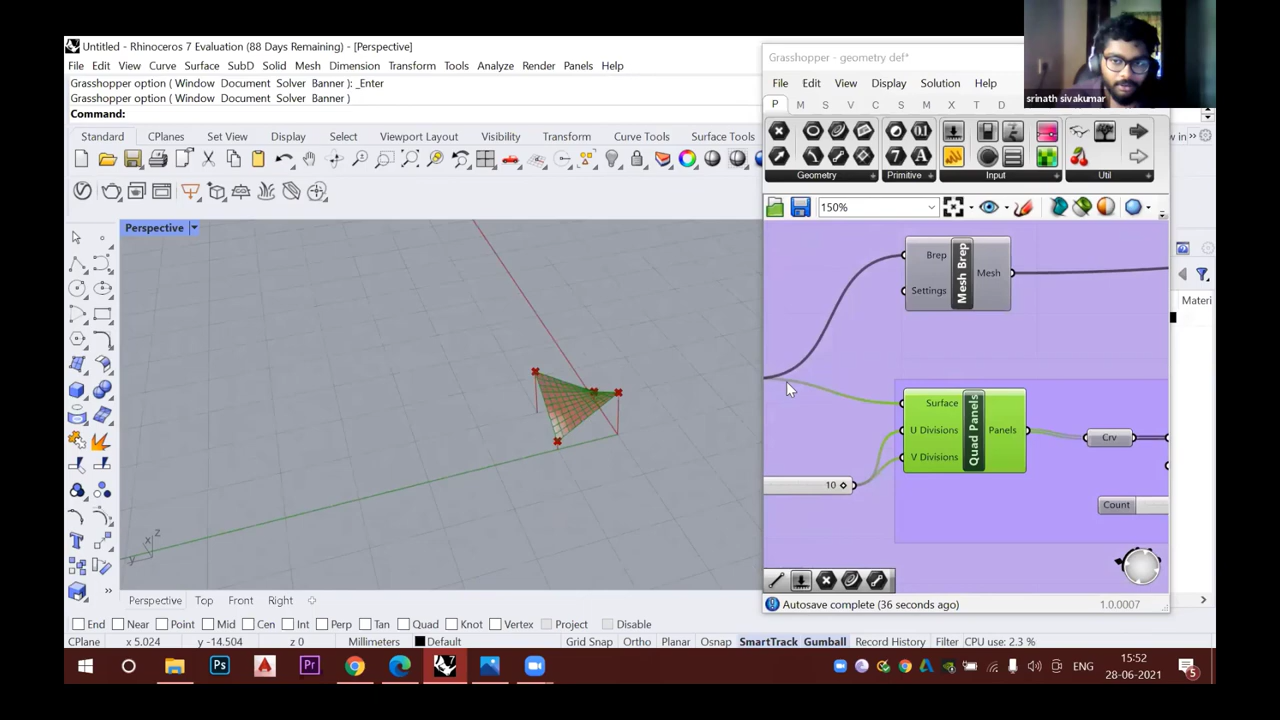 Untitled - Rhinoceros 7 Evaluation (88 Days Remaining) - [Perspective]
File Edit View Curve Surface SubD Solid Mesh Dimension Transform Tools Analyze Render Panels Help
Grasshopper option ( Window Document Solver Banner ): _Enter
Grasshopper option ( Window Document Solver Banner )
Command:
Standard CPlanes Set View Display Select Viewport Layout Visibility Transform Curve Tools Surface Tools
Perspective
z
x
y
Perspective Top Front Right
End Near Point Mid Cen Int Perp Tan Quad Knot Vertex Project Disable
CPlane x 5.024 y -14.504 z 0 Millimeters Default Grid Snap Ortho Planar Osnap SmartTrack Gumball Record History Filter CPU use: 2.3 %
Grasshopper - geometry def*
File Edit View Display Solution Help
P M S V C S M X T D
Geometry Primitive Input Util
150%
Brep
Settings
Mesh Brep
Mesh
Surface
U Divisions
V Divisions
Quad Panels
Panels
Crv
10
Count
Autosave complete (36 seconds ago) 1.0.0007
srinath sivakumar
w in
Materi
Ps Pr
ENG
15:52
28-06-2021
5